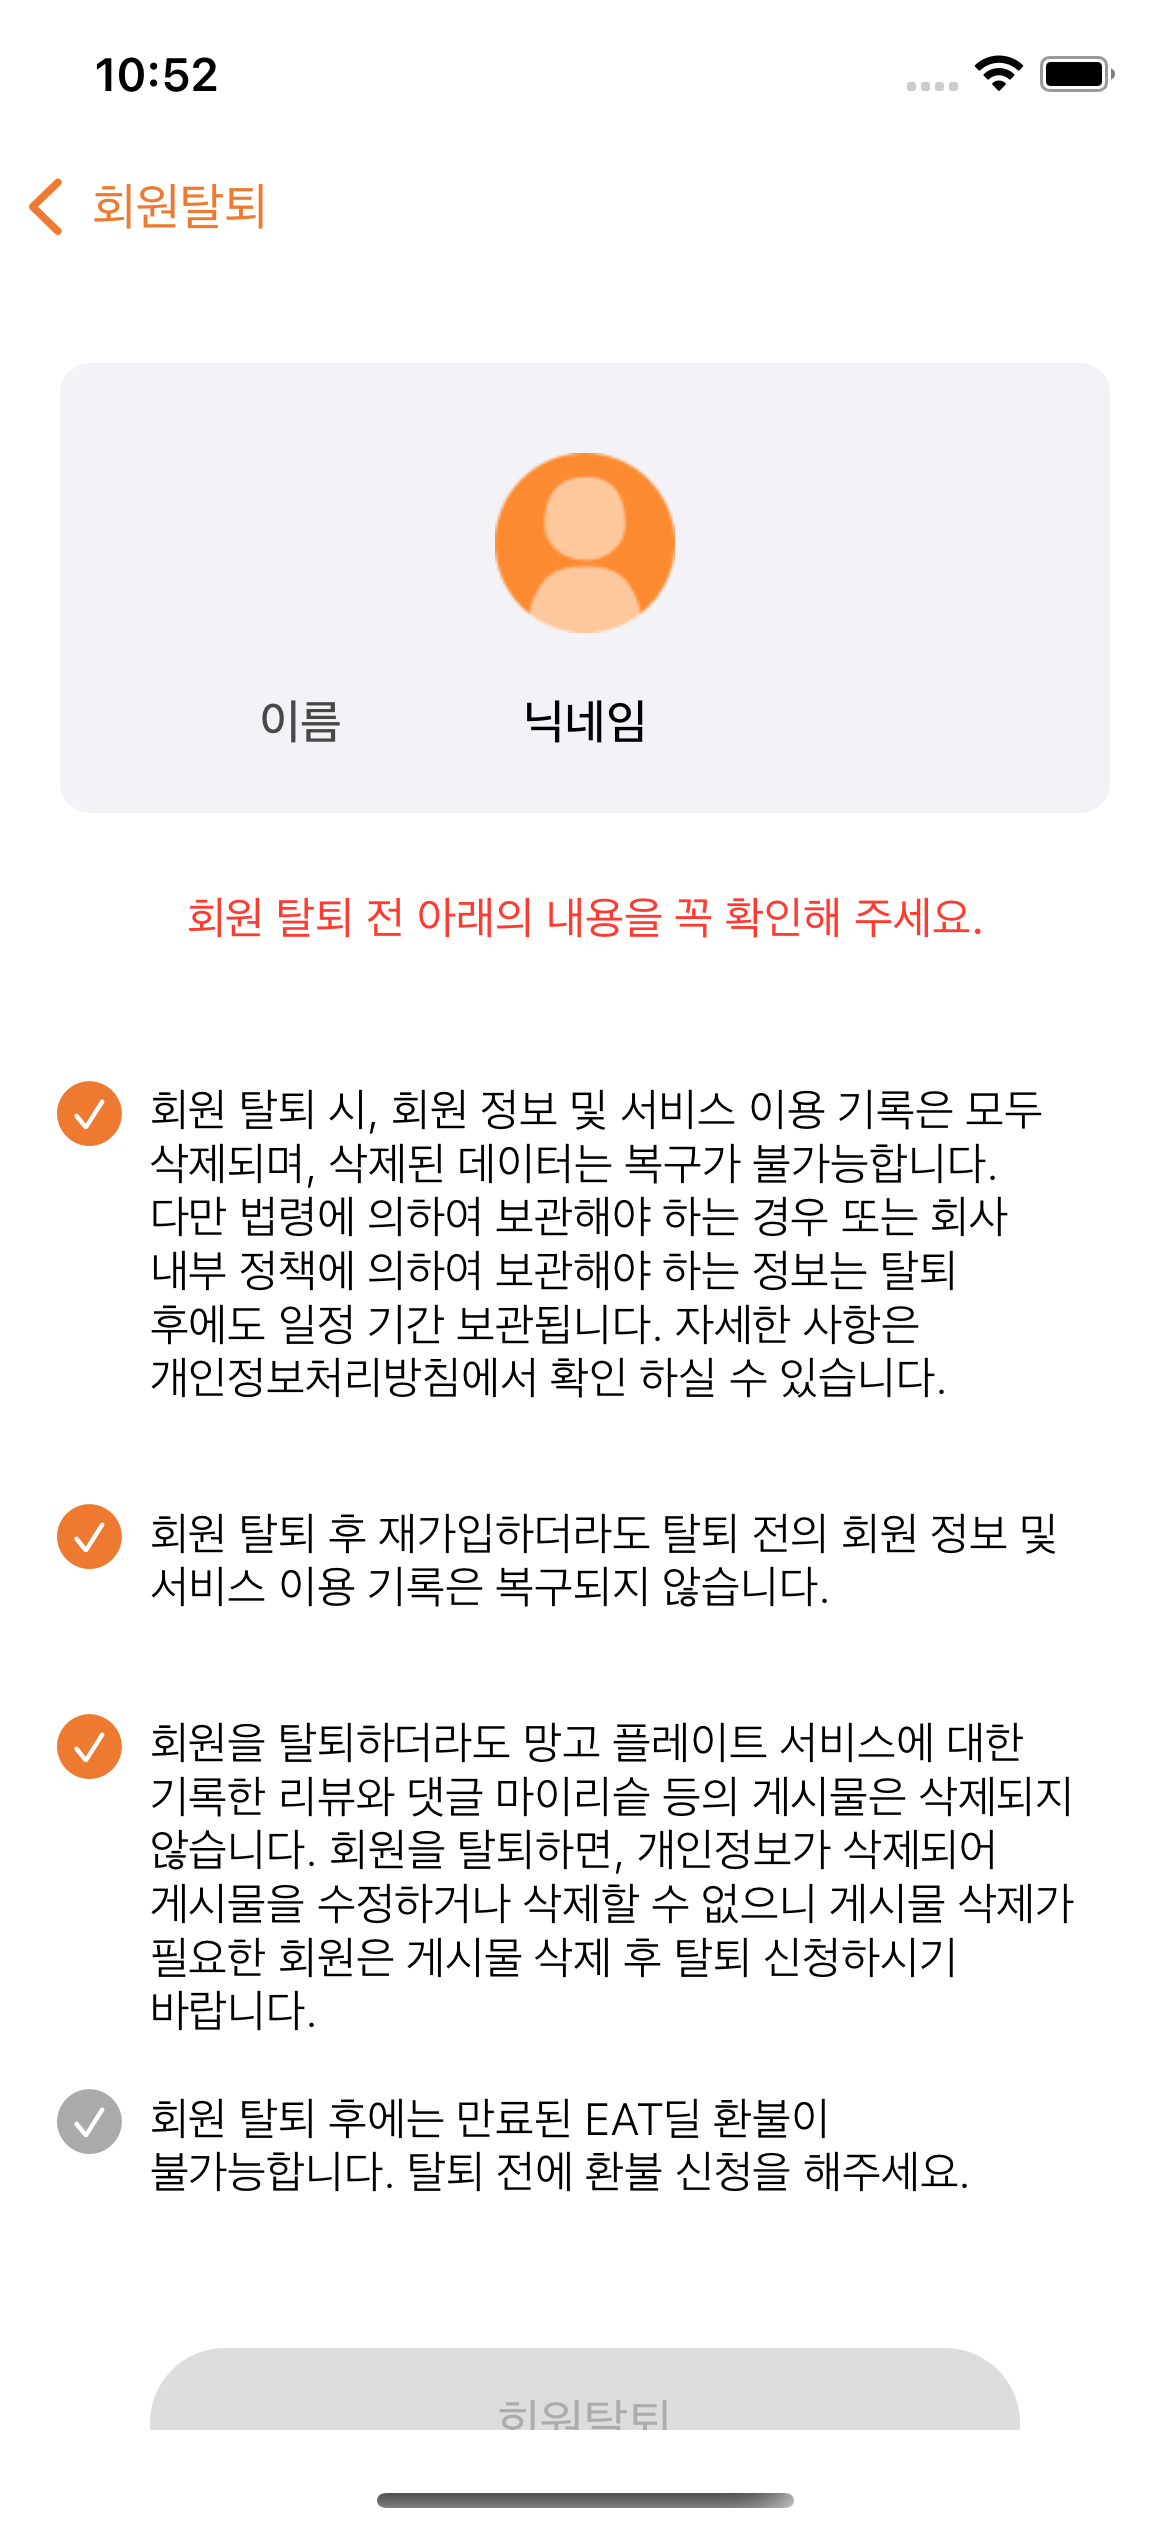 10:52
회원탈퇴
이름 닉네임
회원 탈퇴 전 아래의 내용을 꼭 확인해 주세요.
회원 탈퇴 시, 회원 정보 및 서비스 이용 기록은 모두
삭제되며, 삭제된 데이터는 복구가 불가능합니다.
다만 법령에 의하여 보관해야 하는 경우 또는 회사
내부 정책에 의하여 보관해야 하는 정보는 탈퇴
후에도 일정 기간 보관됩니다. 자세한 사항은
개인정보처리방침에서 확인 하실 수 있습니다.
회원 탈퇴 후 재가입하더라도 탈퇴 전의 회원 정보 및
서비스 이용 기록은 복구되지 않습니다.
회원을 탈퇴하더라도 망고 플레이트 서비스에 대한
기록한 리뷰와 댓글 마이리슽 등의 게시물은 삭제되지
않습니다. 회원을 탈퇴하면, 개인정보가 삭제되어
게시물을 수정하거나 삭제할 수 없으니 게시물 삭제가
필요한 회원은 게시물 삭제 후 탈퇴 신청하시기
바랍니다.
회원 탈퇴 후에는 만료된 EAT딜 환불이
불가능합니다. 탈퇴 전에 환불 신청을 해주세요.
회원탈퇴